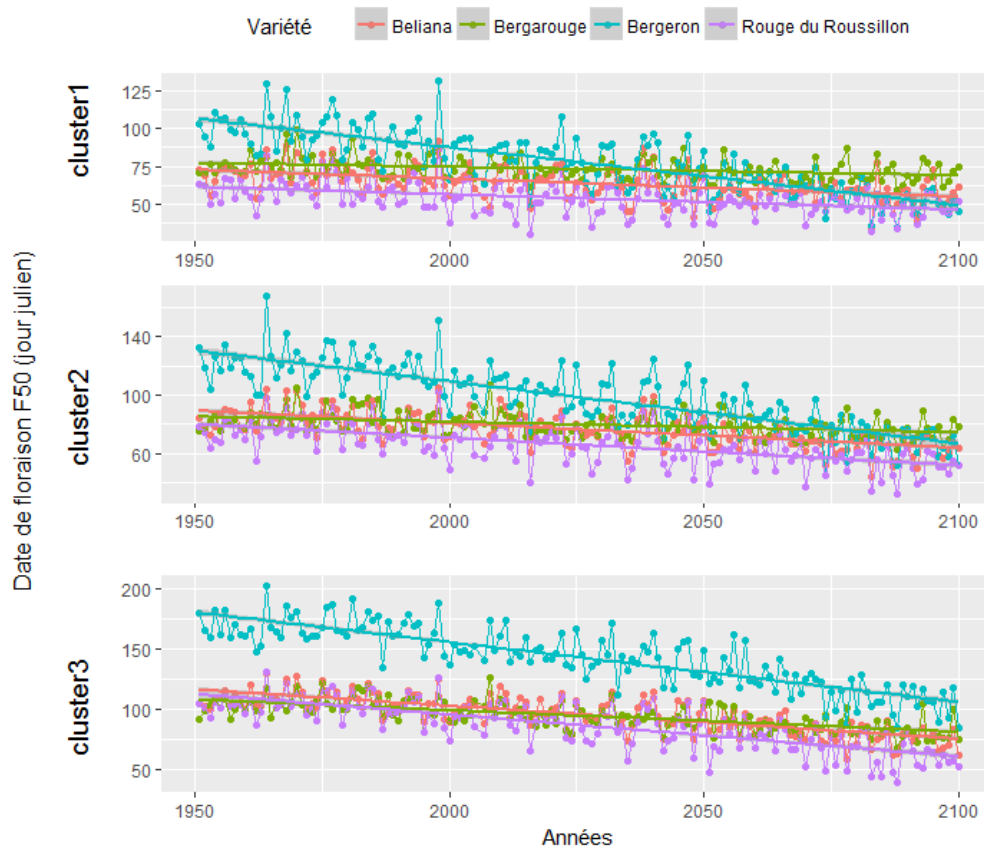 Variété Beliana Bergarouge Bergeron Rouge du Roussillon
Date de floraison F50 (jour julien)
cluster1
125
100
75
50
1950 2000 2050 2100
cluster2
140
100
60
1950 2000 2050 2100
cluster3
200
150
100
50
1950 2000 2050 2100
Années